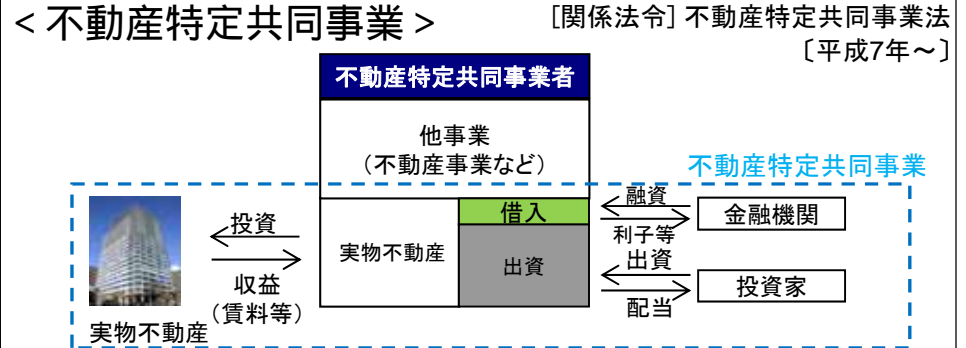 <不動産特定共同事業>
[関係法令] 不動産特定共同事業法
〔平成7年~〕
不動産特定共同事業者
他事業
(不動産事業など)
不動産特定共同事業
投資
収益
(賃料等)
実物不動産
実物不動産
借入
出資
融資
利子等
金融機関
出資
配当
投資家